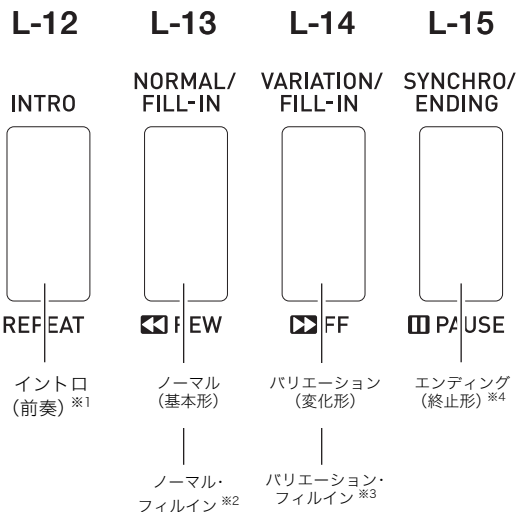 L-12 L-13 L-14 L-15
INTRO
NORMAL/
FILL-IN
VARIATION/
FILL-IN
SYNCHRO/
ENDING
REPEAT
REW
FF
PAUSE
イントロ
(前奏) ※1
ノーマル
(基本形)
バリエーション
(変化形)
エンディング
(終止形) ※4
ノーマル・
フィルイン ※2
バリエーション・
フィルイン ※3